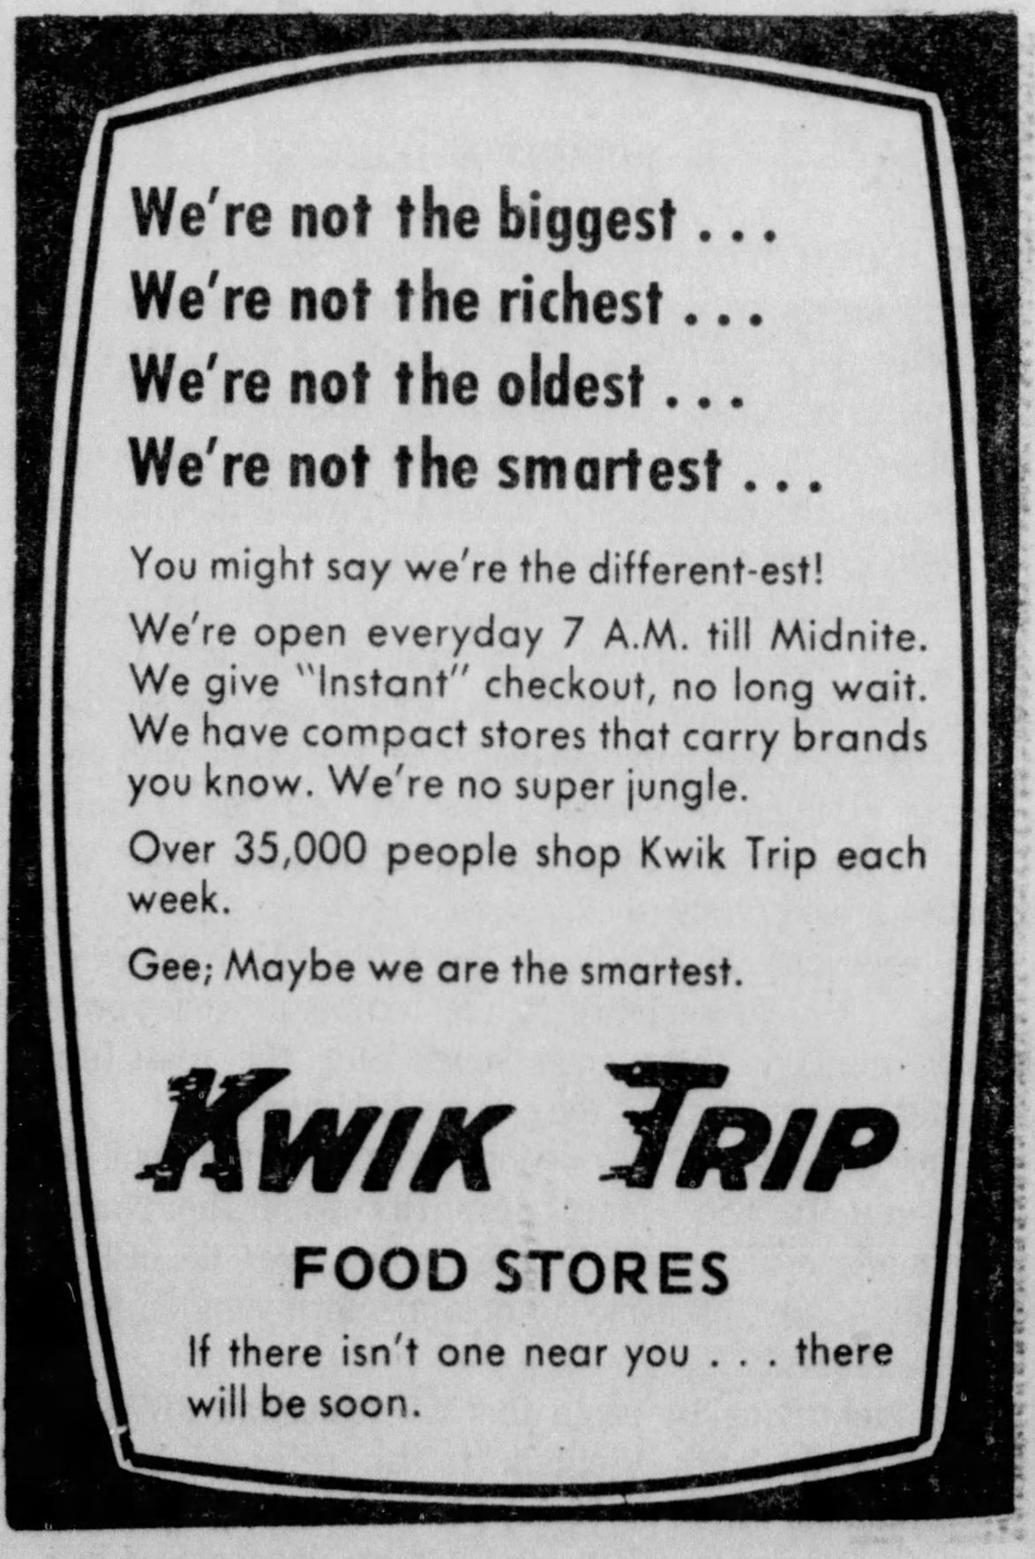 We're not the biggest . . .
We're not the richest . . .
We're not the oldest . . .
We're not the smartest . . .
You might say we're the different-est!
We're open everyday 7 A.M. till Midnite.
We give "Instant" checkout, no long wait.
We have compact stores that carry brands
you know. We're no super jungle.
Over 35,000 people shop Kwik Trip each
week.
Gee; Maybe we are the smartest.
KWIK TRIP
FOOD STORES
If there isn't one near you . . . there
will be soon.